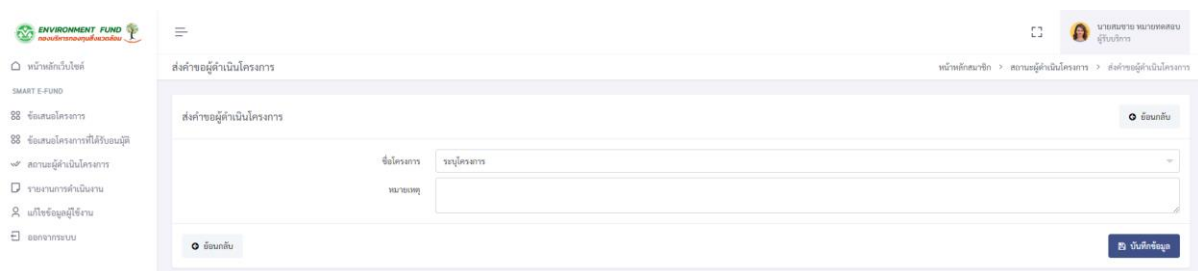 ENVIRONMENT FUND
กองบริหารกองทุนสิ่งแวดล้อม
นายสมชาย หมายทดสอบ
ผู้รับบริการ
หน้าหลักเว็บไซต์
ส่งคำขอผู้ดำเนินโครงการ
หน้าหลักสมาชิก > สถานะผู้ดำเนินโครงการ > ส่งคำขอผู้ดำเนินโครงการ
SMART E-FUND
ข้อเสนอโครงการ
ข้อเสนอโครงการที่ได้รับอนุมัติ
สถานะผู้ดำเนินโครงการ
รายงานการดำเนินงาน
แก้ไขข้อมูลผู้ใช้งาน
ออกจากระบบ
ส่งคำขอผู้ดำเนินโครงการ
ย้อนกลับ
ชื่อโครงการ ระบุโครงการ
หมายเหตุ
ย้อนกลับ
บันทึกข้อมูล